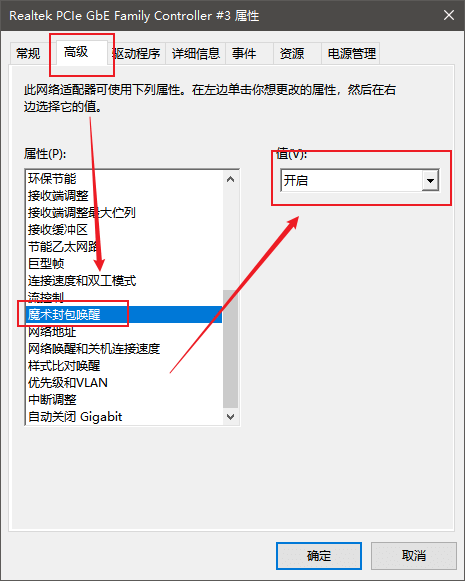 Realtek PCIe GbE Family Controller #3 属性
常规 高级 驱动程序 详细信息 事件 资源 电源管理
此网络适配器可使用下列属性。在左边单击你想更改的属性，然后在右
边选择它的值。
属性(P): 值(V):
环保节能 开启
接收端调整
接收端调整最大伫列
接收缓冲区
节能乙太网路
巨型帧
连接速度和双工模式
流控制
魔术封包唤醒
网络地址
网络唤醒和关机连接速度
样式比对唤醒
优先级和VLAN
中断调整
自动关闭 Gigabit
确定 取消